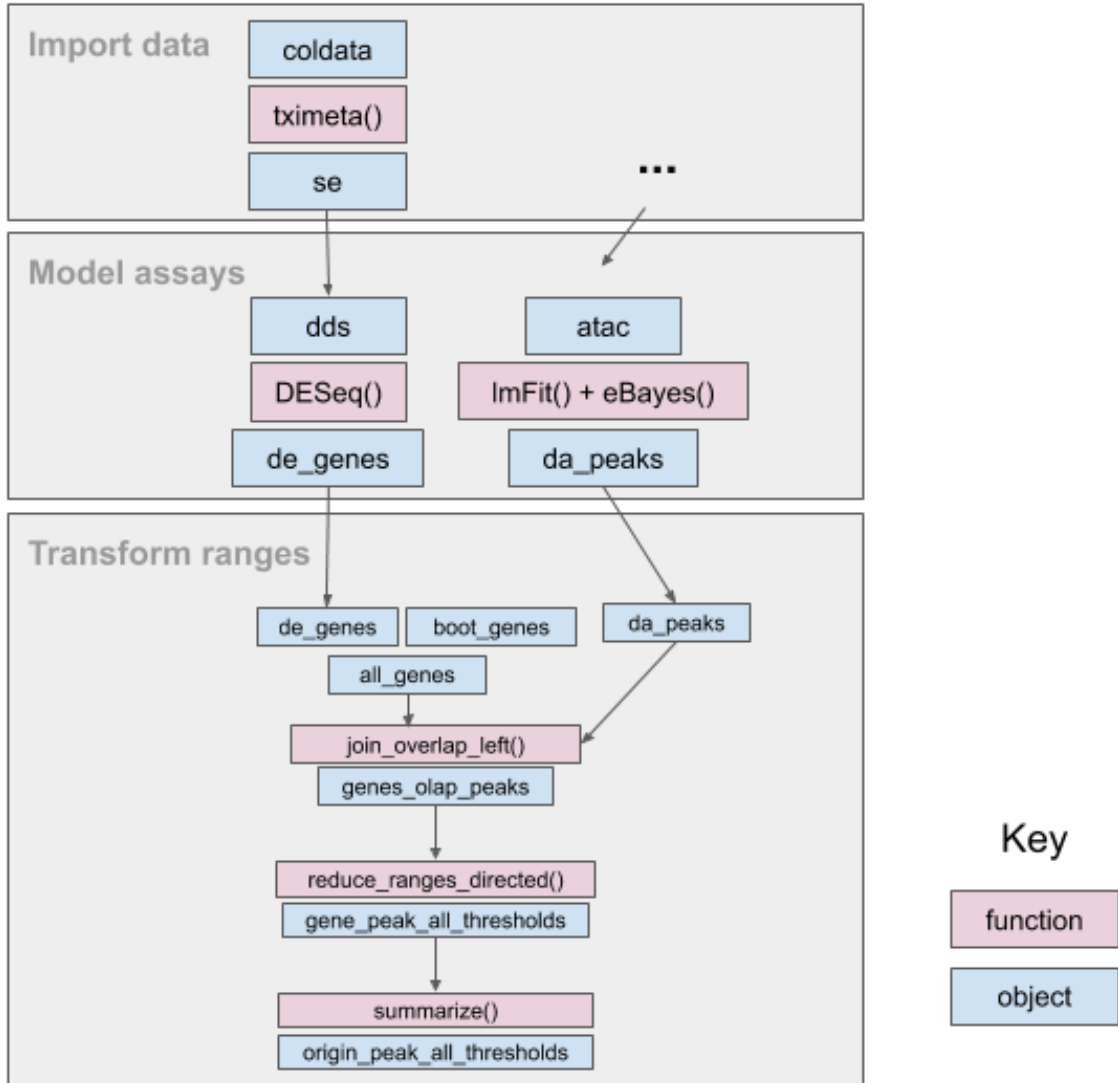 Import data
coldata
tximeta()
se
...
Model assays
dds
atac
DESeq()
lmFit() + eBayes()
de_genes
da_peaks
Transform ranges
de_genes
boot_genes
da_peaks
all_genes
join_overlap_left()
genes_olap_peaks
reduce_ranges_directed()
gene_peak_all_thresholds
summarize()
origin_peak_all_thresholds
Key
function
object